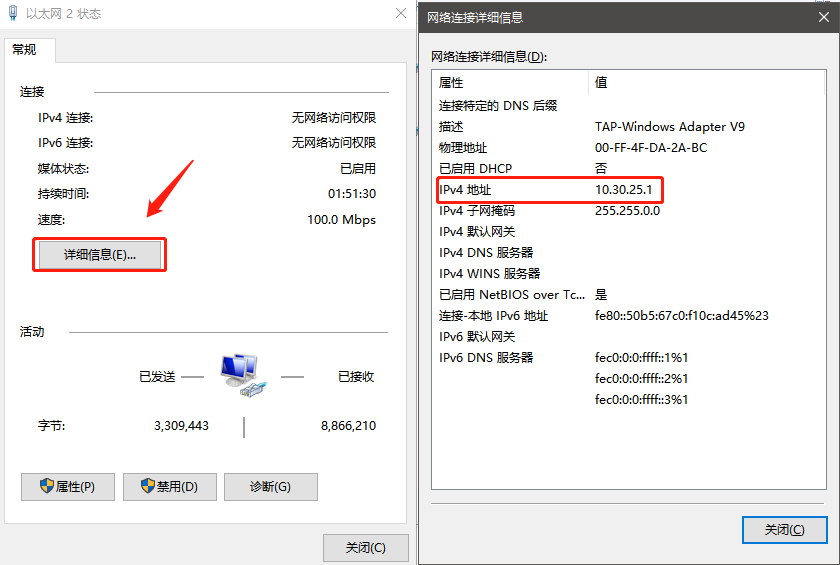 以太网 2 状态
常规
连接
IPv4 连接: 无网络访问权限
IPv6 连接: 无网络访问权限
媒体状态: 已启用
持续时间: 01:51:30
速度: 100.0 Mbps
详细信息(E)...
活动
已发送 已接收
字节: 3,309,443 8,866,210
属性(P) 禁用(D) 诊断(G)
关闭(C)
网络连接详细信息
网络连接详细信息(D):
属性 值
连接特定的 DNS 后缀
描述 TAP-Windows Adapter V9
物理地址 00-FF-4F-DA-2A-BC
已启用 DHCP 否
IPv4 地址 10.30.25.1
IPv4 子网掩码 255.255.0.0
IPv4 默认网关
IPv4 DNS 服务器
IPv4 WINS 服务器
已启用 NetBIOS over Tc... 是
连接-本地 IPv6 地址 fe80::50b5:67c0:f10c:ad45%23
IPv6 默认网关
IPv6 DNS 服务器 fec0:0:0:ffff::1%1
fec0:0:0:ffff::2%1
fec0:0:0:ffff::3%1
关闭(C)